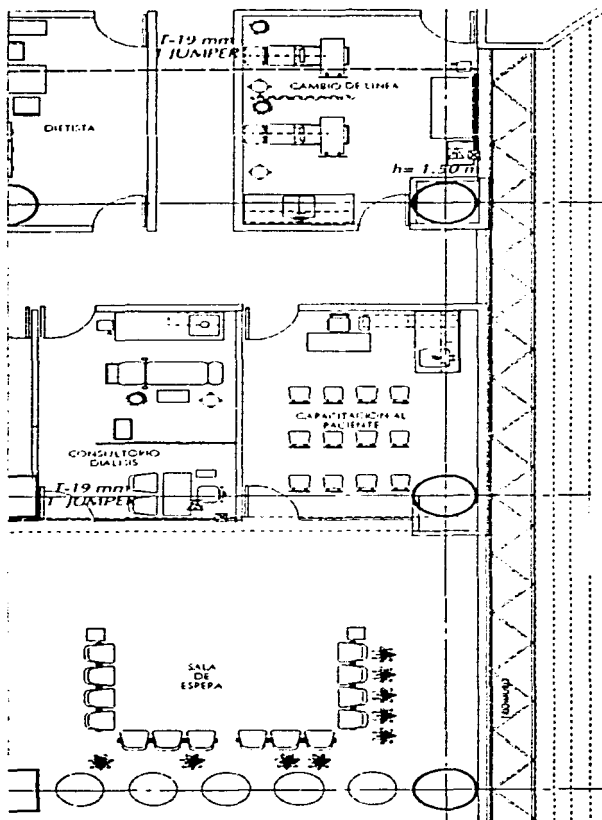 T-19 mm
1 JUMPER
CAMBIO DE LINEA
DIETISTA
h= 1.50 m
CAPACITACION AL
PACIENTE
CONSULTORIO
DIALISIS
T-19 mm
1 JUMPER
SALA
DE
ESPERA